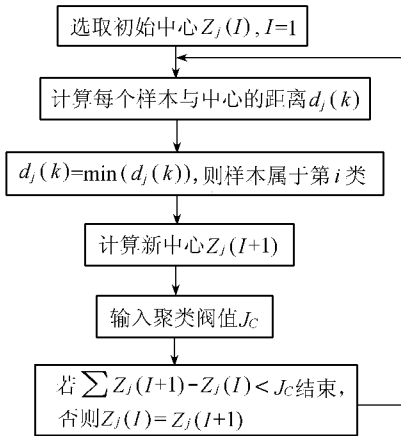 选取初始中心Z_j(I), I=1
计算每个样木与中心的距离d_j(k)
d_j(k)=min(d_j(k)),则样木属于第i类
计算新中心Z_j(I+1)
输入聚类阀值J_C
若∑Z_j(I+1)-Z_j(I)<J_C结束,
否则Z_j(I)=Z_j(I+1)